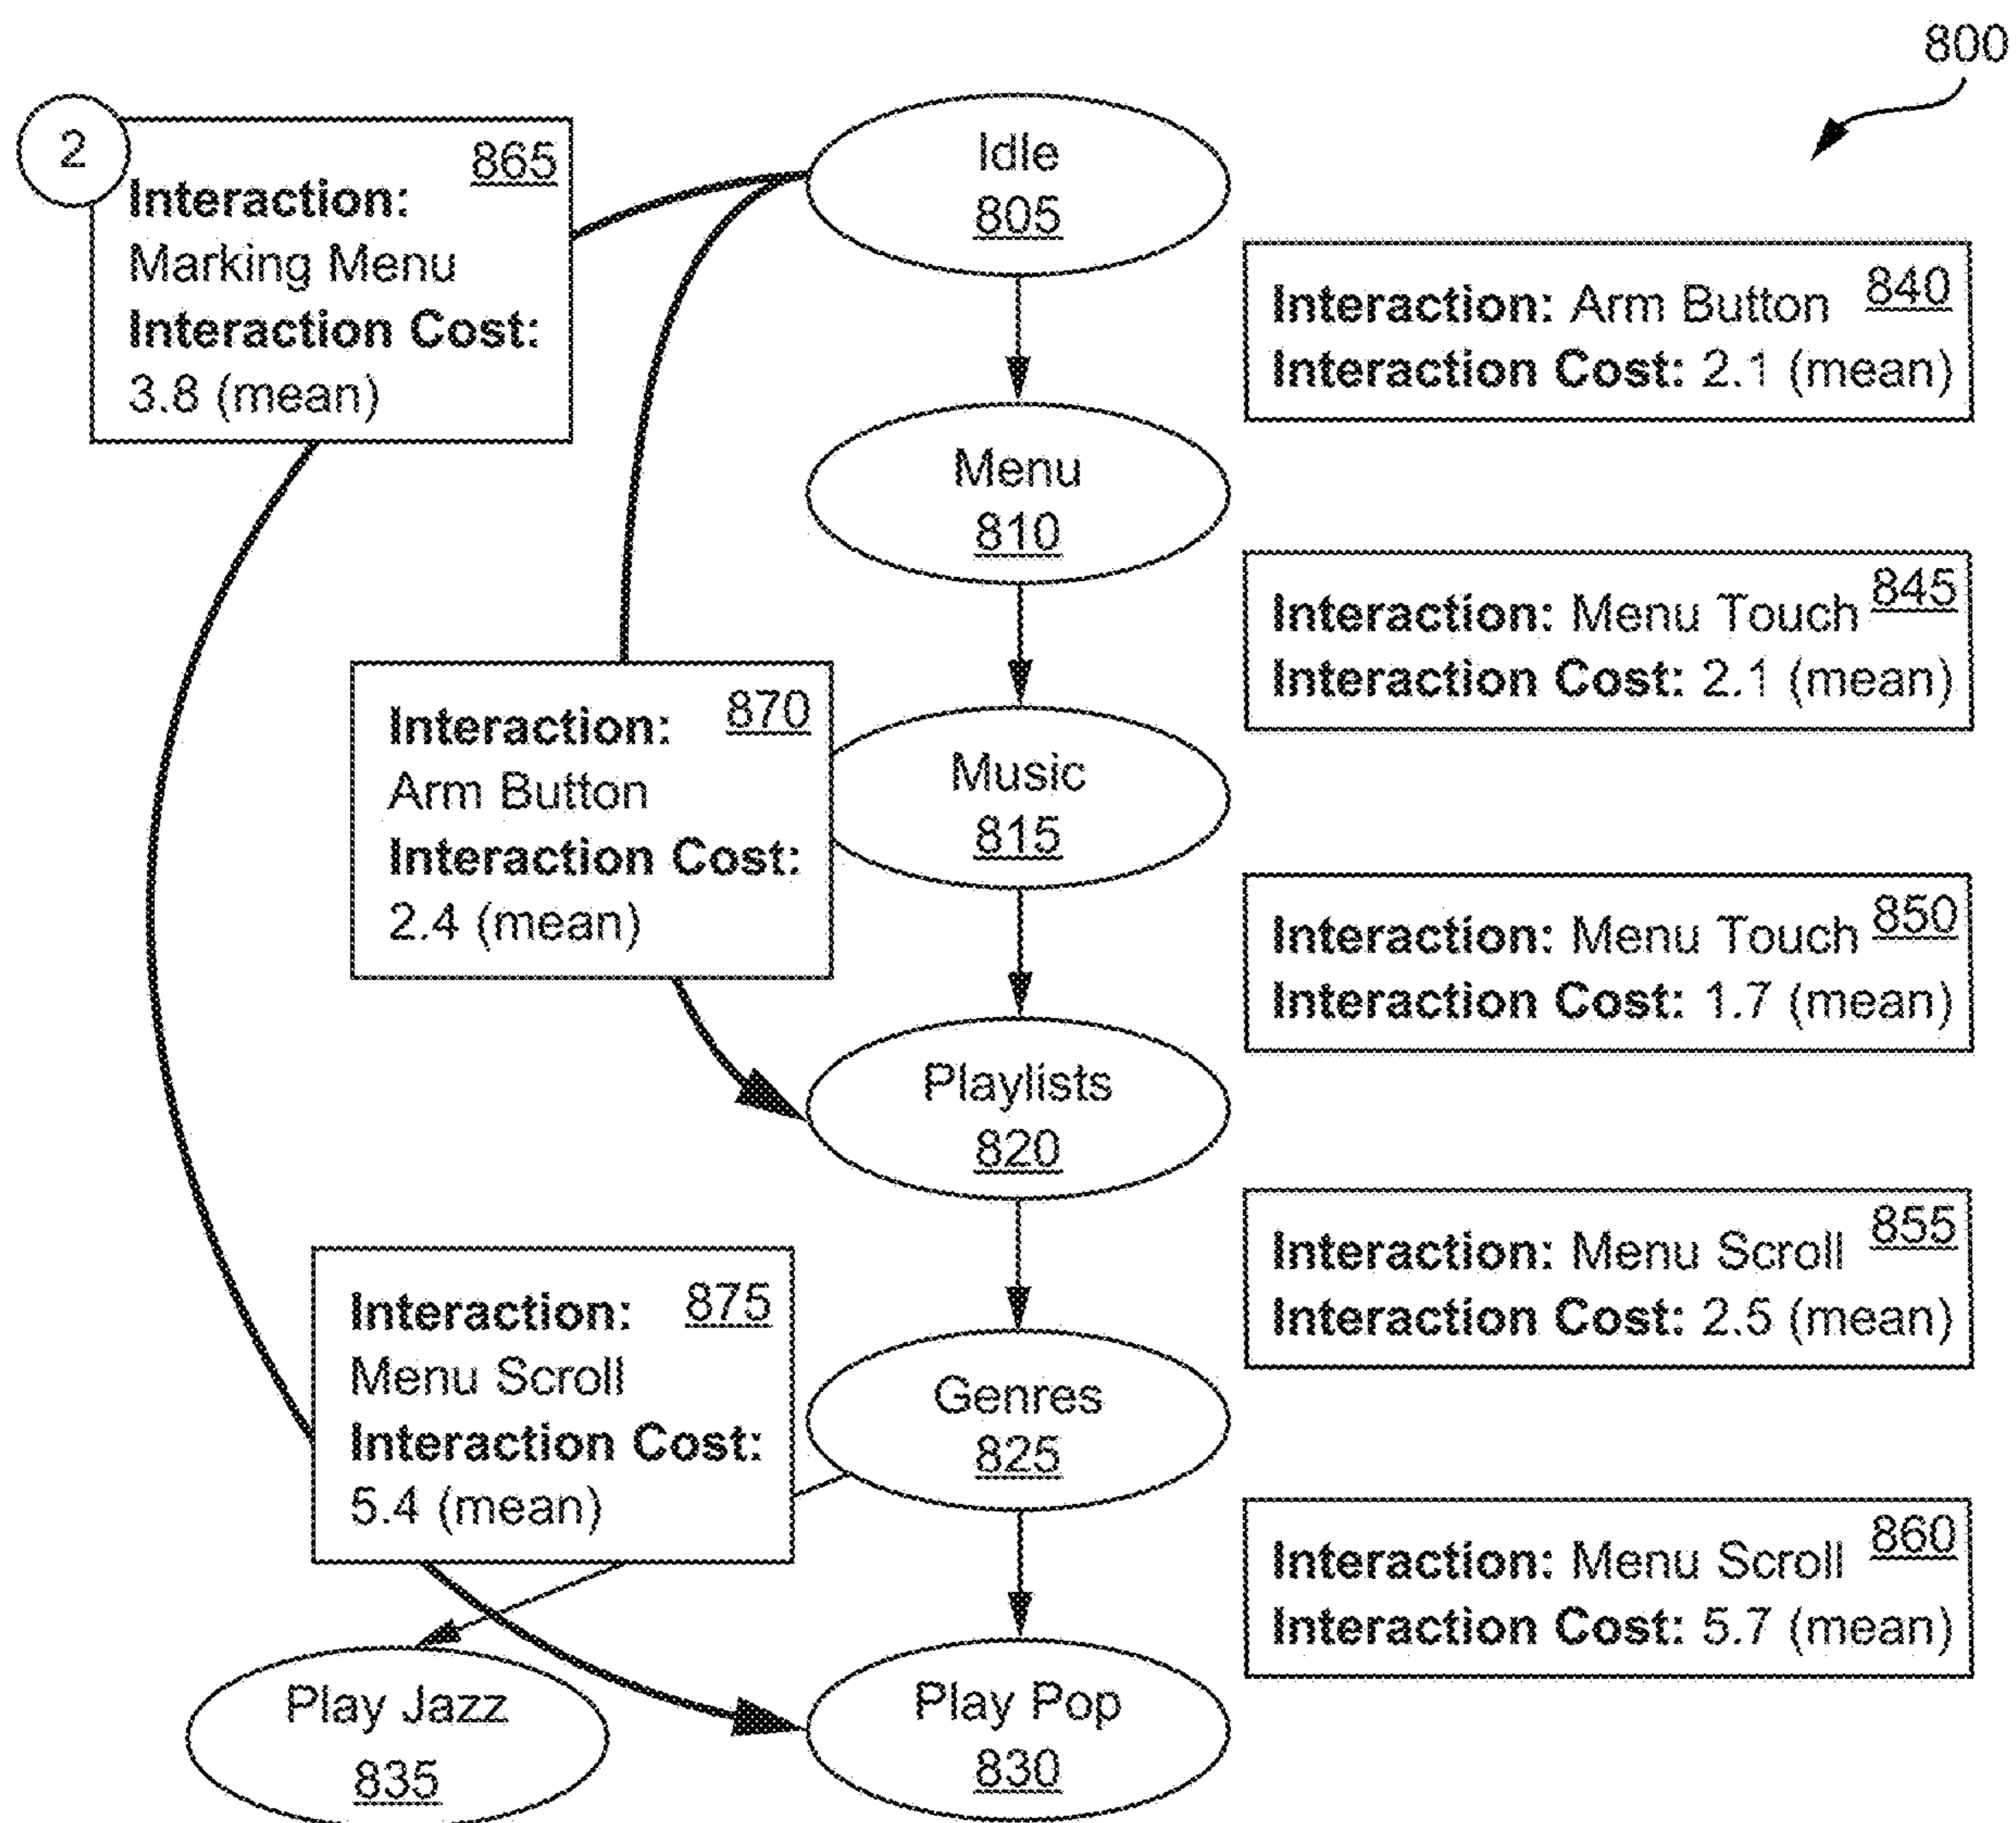 800
2
865
Interaction:
Marking Menu
Interaction Cost:
3.8 (mean)
Idle
805
840
Interaction: Arm Button
Interaction Cost: 2.1 (mean)
Menu
810
845
Interaction: Menu Touch
Interaction Cost: 2.1 (mean)
870
Interaction:
Arm Button
Interaction Cost:
2.4 (mean)
Music
815
850
Interaction: Menu Touch
Interaction Cost: 1.7 (mean)
Playlists
820
855
Interaction: Menu Scroll
Interaction Cost: 2.5 (mean)
875
Interaction:
Menu Scroll
Interaction Cost:
5.4 (mean)
Genres
825
860
Interaction: Menu Scroll
Interaction Cost: 5.7 (mean)
Play Jazz
835
Play Pop
830